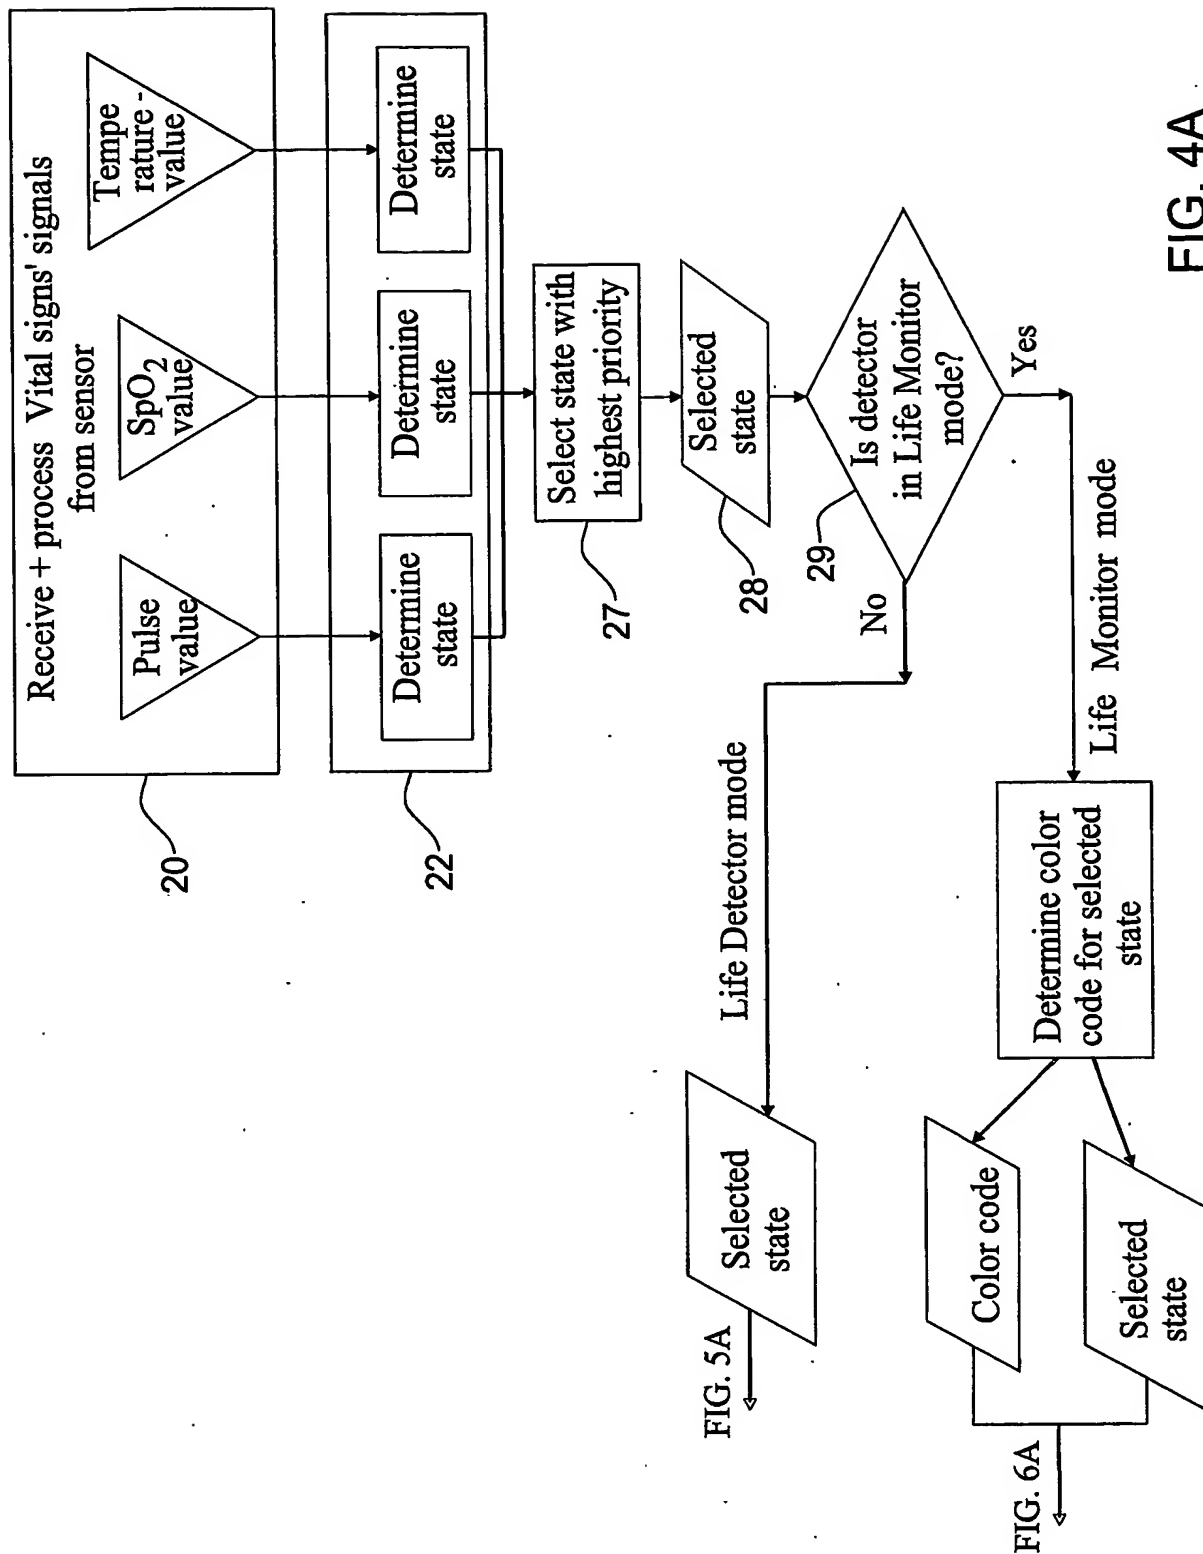 Receive + process Vital signs' signals
from sensor
Pulse
value
SpO2
value
Tempe
rature -
value
20
Determine
state
Determine
state
Determine
state
22
Select state with
highest priority
27
Selected
state
28
Is detector
in Life Monitor
mode?
29
No
Yes
Life Detector mode
Life Monitor mode
Selected
state
FIG. 5A
Determine color
code for selected
state
Color code
Selected
state
FIG. 6A
FIG. 4A